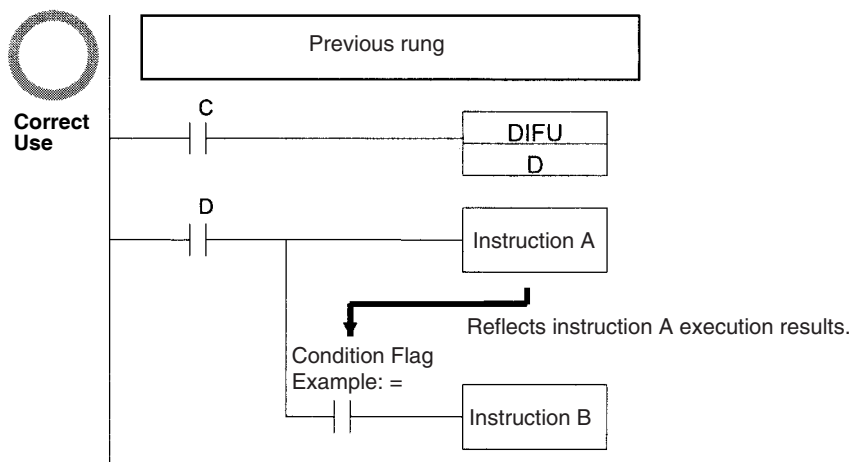 Previous rung
Correct
Use
C
DIFU
D
D
Instruction A
Reflects instruction A execution results.
Condition Flag
Example: =
Instruction B